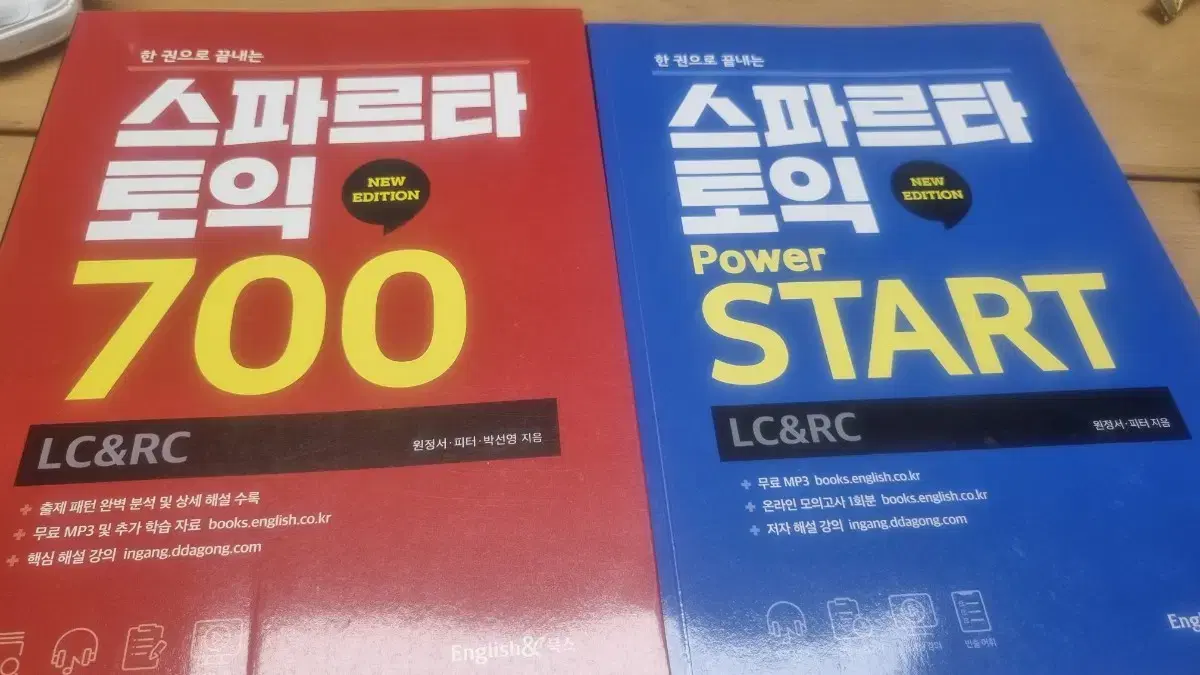 한 권으로 끝내는
스파르타
토익
NEW
EDITION
700
LC&RC
원정서·피터·박선영 지음
출제 패턴 완벽 분석 및 상세 해설 수록
무료 MP3 및 추가 학습 자료 books.english.co.kr
핵심 해설 강의 ingang.ddagong.com
English& 북스
한 권으로 끝내는
스파르타
토익
NEW
EDITION
Power
START
LC&RC
원정서·피터 지음
무료 MP3 books.english.co.kr
온라인 모의고사 1회분 books.english.co.kr
저자 해설 강의 ingang.ddagong.com
빈출 어휘
Eng